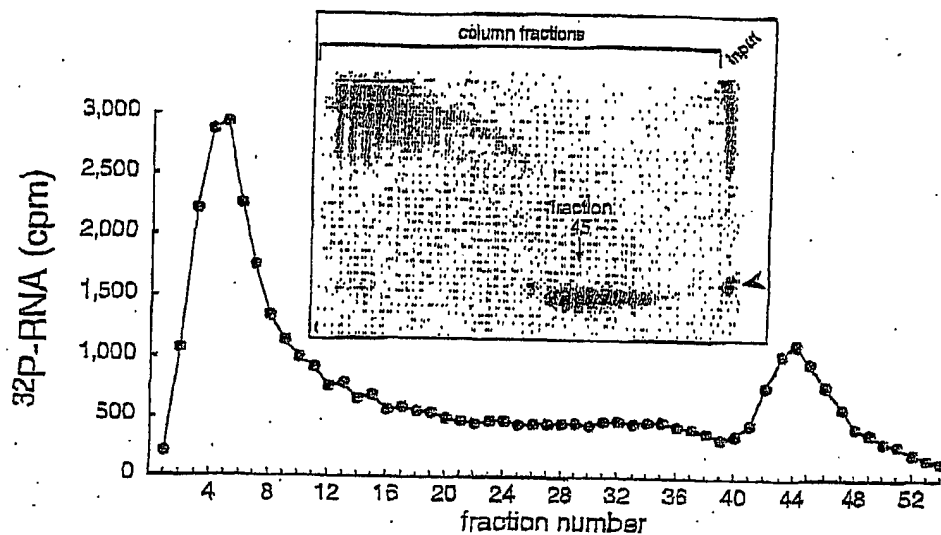 column fractions
input
fraction
45
3,000
2,500
2,000
1,500
1,000
500
0
32P-RNA (cpm)
4 8 12 16 20 24 28 32 36 40 44 48 52
fraction number